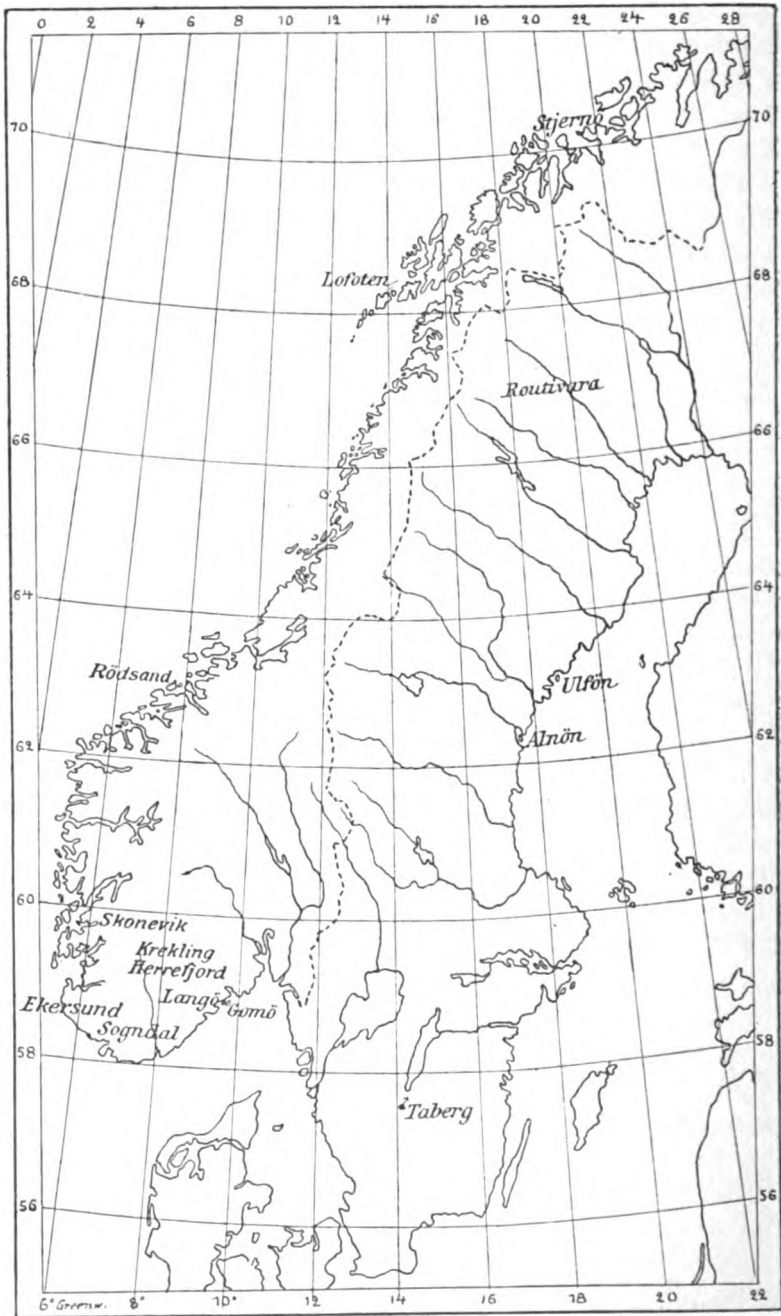 0 2 4 6 8 10 12 14 16 18 20 22 24 26 28
Stjernö
70 70
Lofoten
68 68
Routivara
66 66
64 64
Rödsand
Ulfön
Alnön
62 62
60 60
Skonevik
Krekling
Herrefjord
Langö
Gomö
Ekersund
Sogndal
58 58
Taberg
56 56
6° Greenw. 8° 10° 12 14 16 18 20 22